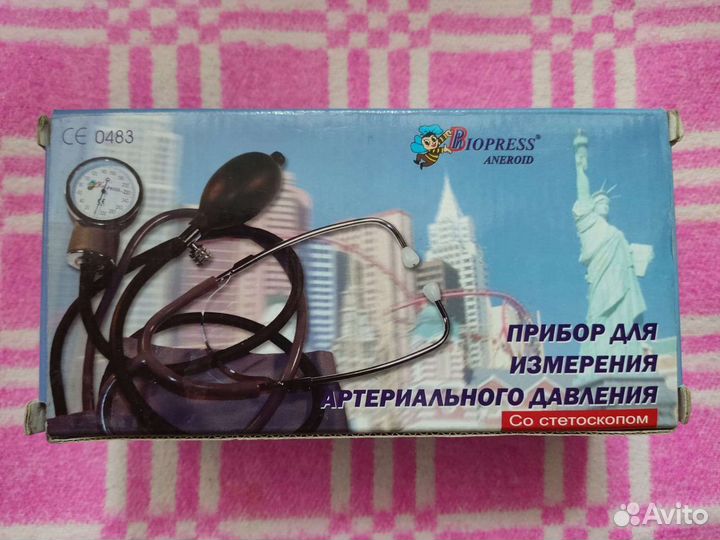 CE 0483
BIOPRESS®
ANEROID
ПРИБОР ДЛЯ
ИЗМЕРЕНИЯ
АРТЕРИАЛЬНОГО ДАВЛЕНИЯ
Со стетоскопом
Avito